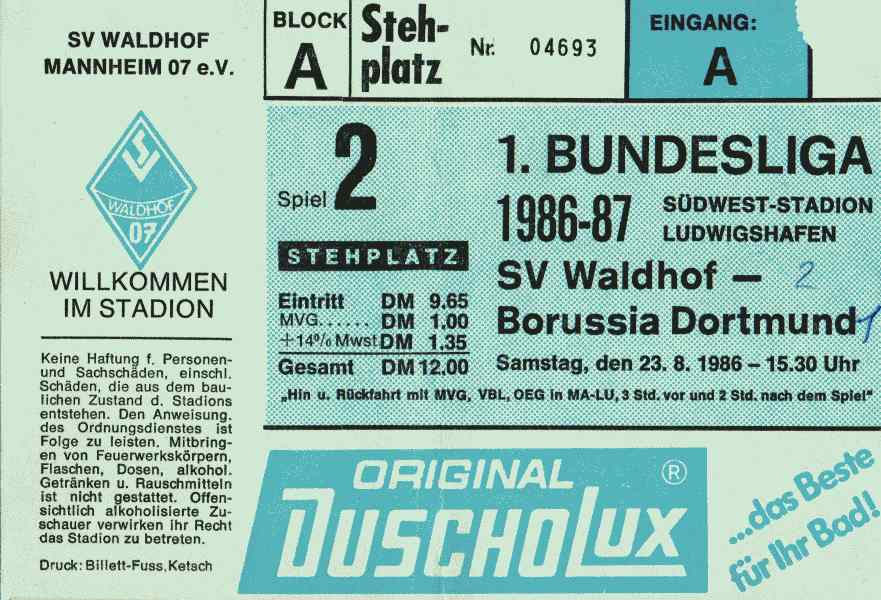 SV WALDHOF
MANNHEIM 07 e.V.
SV
WALDHOF
07
WILLKOMMEN
IM STADION
Keine Haftung f. Personen-
und Sachschäden, einschl.
Schäden, die aus dem bau-
lichen Zustand d. Stadions
entstehen. Den Anweisung.
des Ordnungsdienstes ist
Folge zu leisten. Mitbring-
en von Feuerwerkskörpern,
Flaschen, Dosen, alkohol.
Getränken u. Rauschmitteln
ist nicht gestattet. Offen-
sichtlich alkoholisierte Zu-
schauer verwirken ihr Recht
das Stadion zu betreten.
Druck: Billett-Fuss, Ketsch
BLOCK
A
Steh-
platz
Nr. 04693
EINGANG:
A
Spiel 2
STEHPLATZ
Eintritt DM 9.65
MVG...... DM 1.00
+14% Mwst DM 1.35
Gesamt DM 12.00
1. BUNDESLIGA
1986-87
SÜDWEST-STADION
LUDWIGSHAFEN
SV Waldhof – 2
Borussia Dortmund 1
Samstag, den 23. 8. 1986 – 15.30 Uhr
„Hin u. Rückfahrt mit MVG, VBL, OEG in MA-LU, 3 Std. vor und 2 Std. nach dem Spiel"
ORIGINAL ®
DUSCHOLUX
...das Beste
für Ihr Bad!